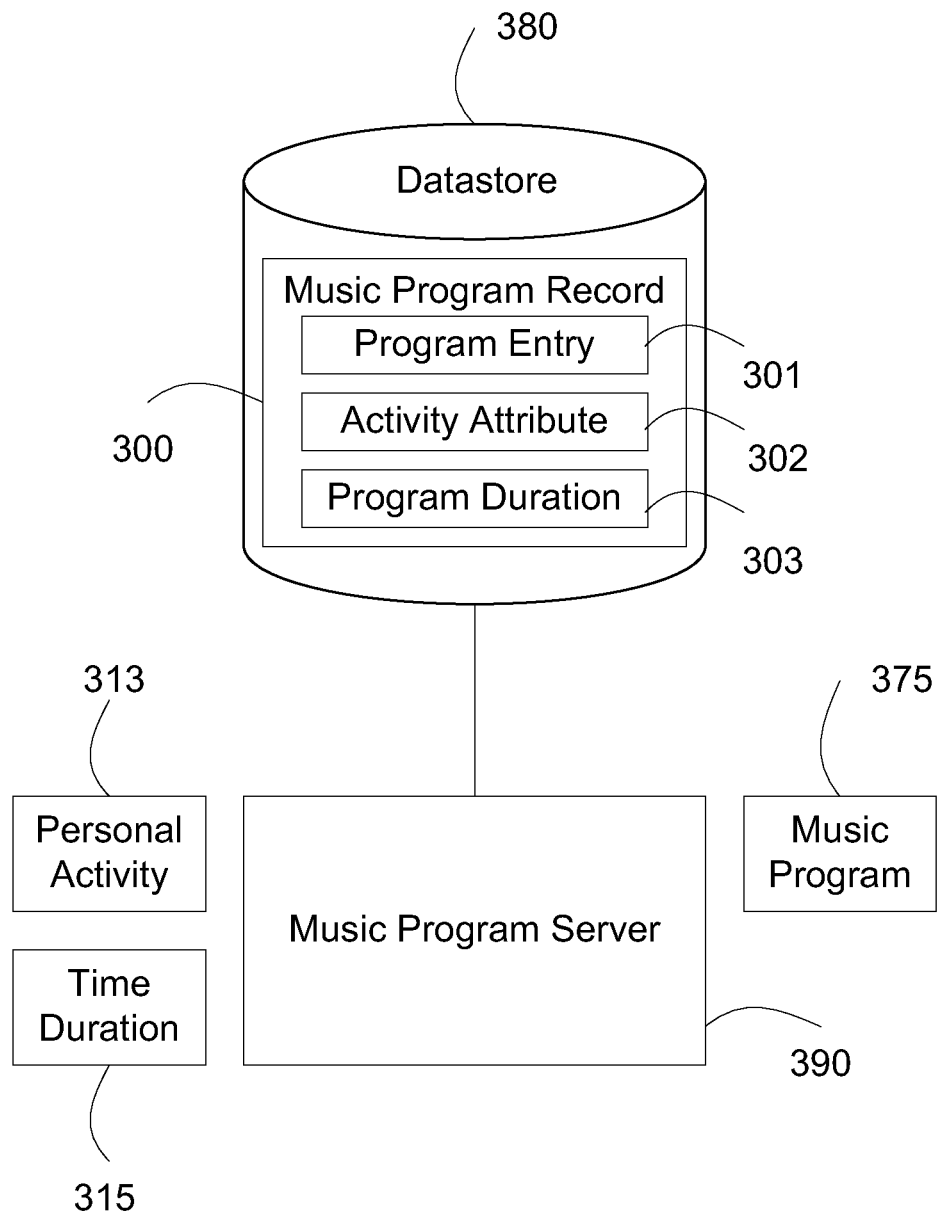 380
Datastore
Music Program Record
Program Entry
301
Activity Attribute
300
302
Program Duration
303
313
375
Personal
Activity
Music
Program
Music Program Server
Time
Duration
390
315